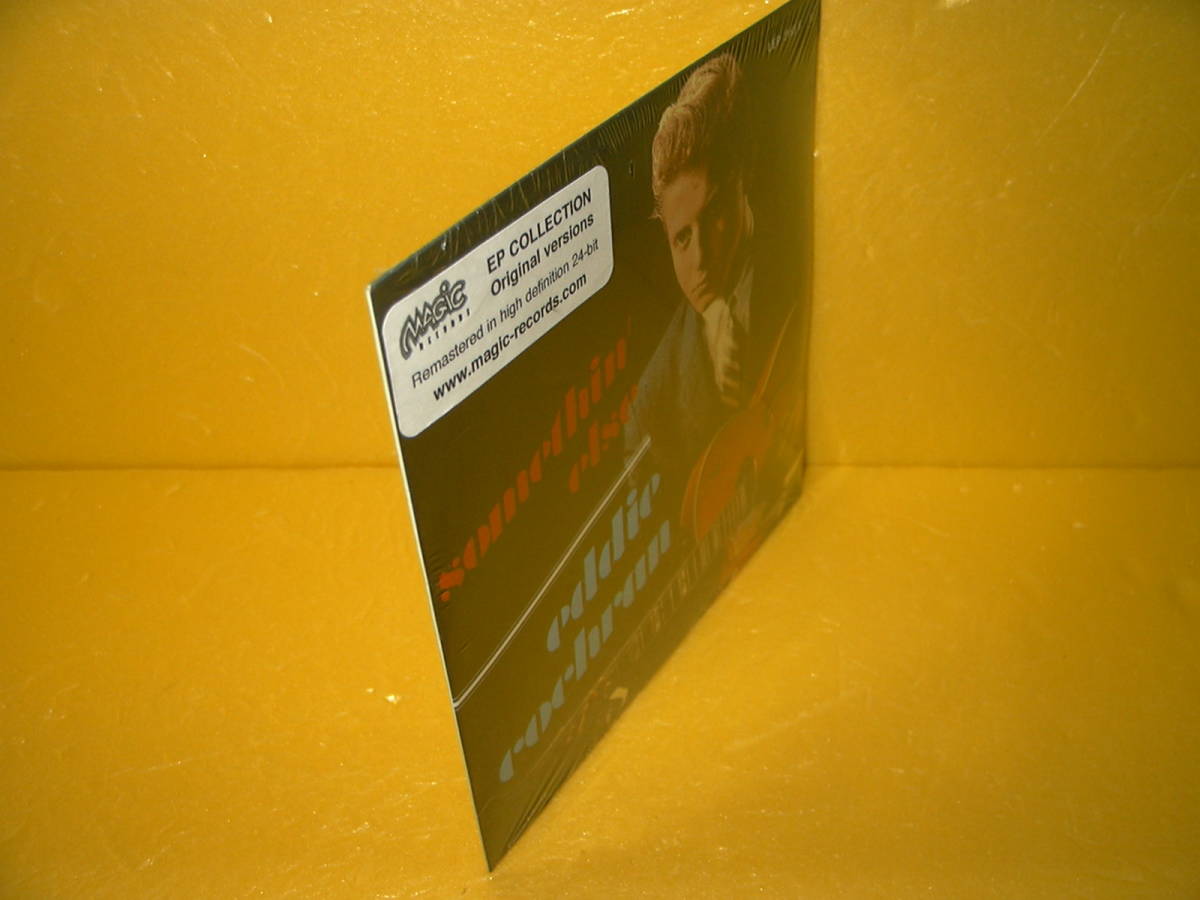 EP COLLECTION
Original versions
MAGIC
RECORDS
Remastered in high definition 24-bit
www.magic-records.com
somethin
else
eddie
cochran